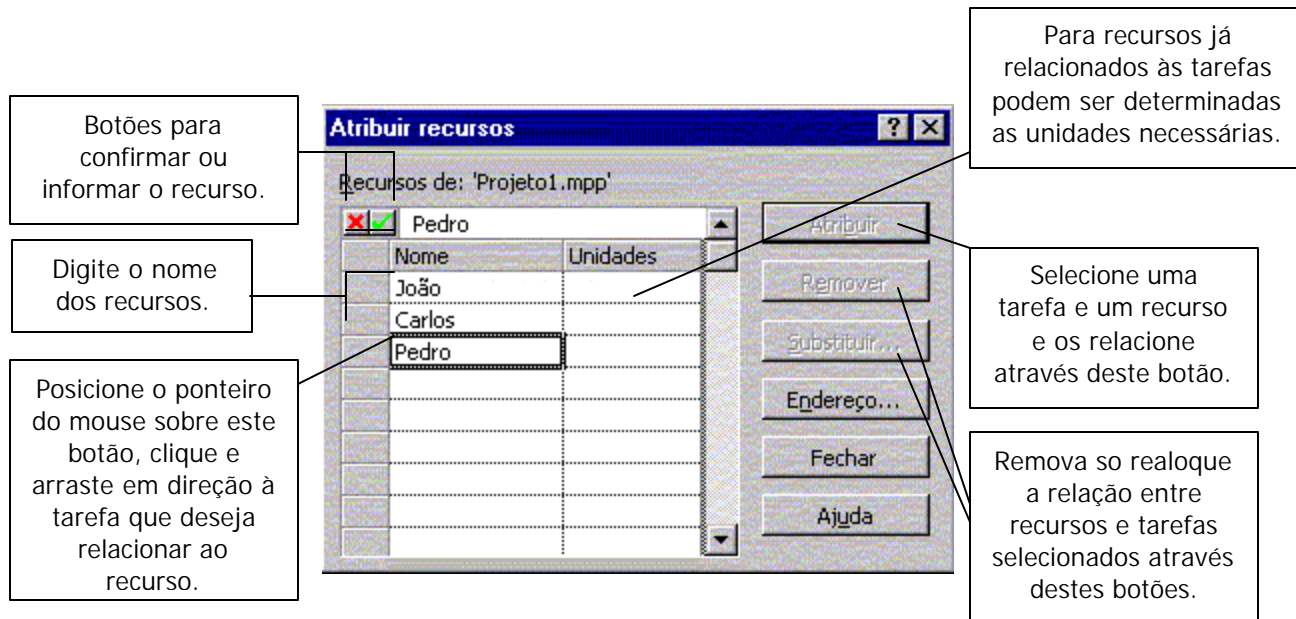 Para recursos já
relacionados às tarefas
podem ser determinadas
as unidades necessárias.
Botões para
confirmar ou
informar o recurso.
Digite o nome
dos recursos.
Posicione o ponteiro
do mouse sobre este
botão, clique e
arraste em direção à
tarefa que deseja
relacionar ao
recurso.
Atribuir recursos
Recursos de: 'Projeto1.mpp'
Pedro
Nome Unidades
João
Carlos
Pedro
Atribuir
Remover
Substituir...
Endereço...
Fechar
Ajuda
Selecione uma
tarefa e um recurso
e os relacione
através deste botão.
Remova so realoque
a relação entre
recursos e tarefas
selecionados através
destes botões.